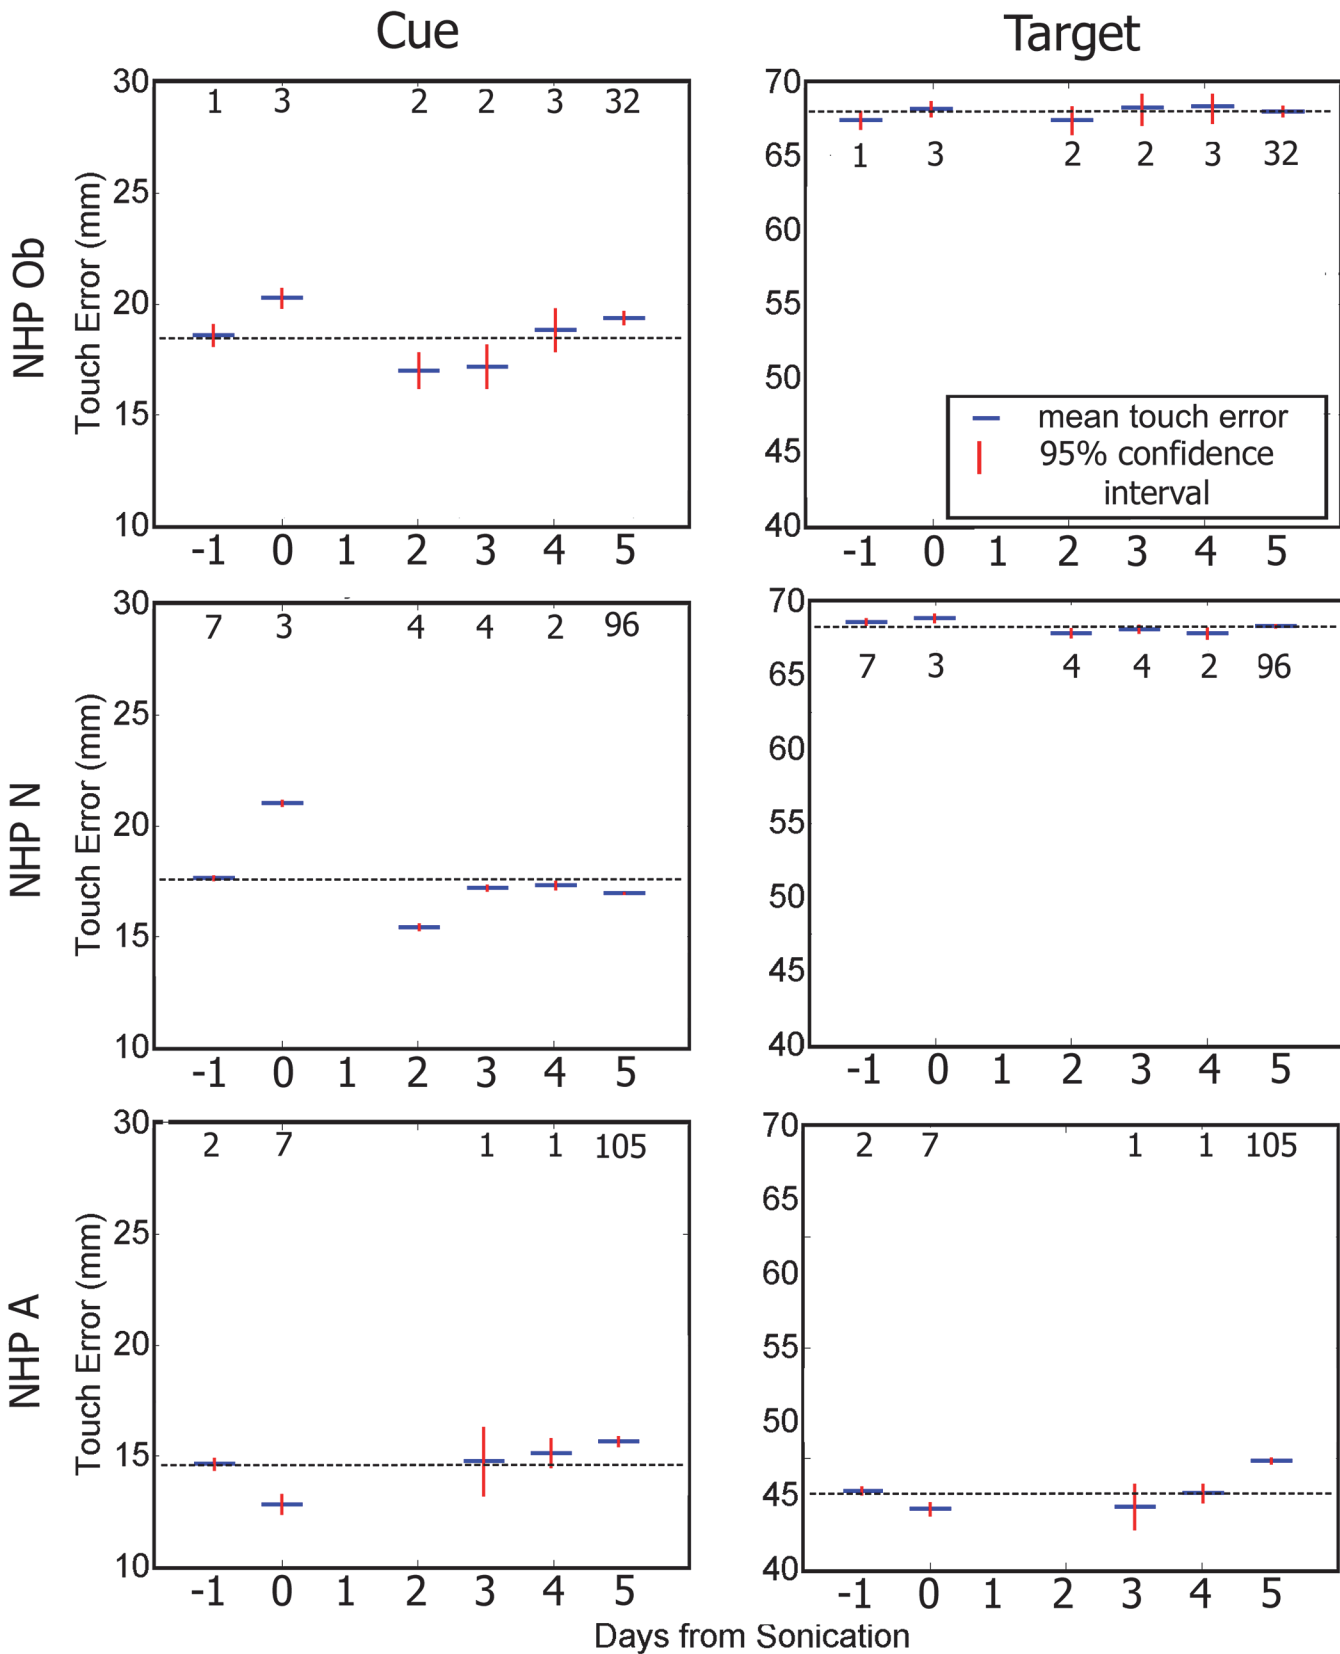 Cue
Target
NHP Ob
Touch Error (mm)
30
25
20
15
10
1 3 2 2 3 32
-1 0 1 2 3 4 5
70
65
60
55
50
45
40
1 3 2 2 3 32
mean touch error
95% confidence
interval
-1 0 1 2 3 4 5
NHP N
Touch Error (mm)
30
25
20
15
10
7 3 4 4 2 96
-1 0 1 2 3 4 5
70
65
60
55
50
45
40
7 3 4 4 2 96
-1 0 1 2 3 4 5
NHP A
Touch Error (mm)
30
25
20
15
10
2 7 1 1 105
-1 0 1 2 3 4 5
70
65
60
55
50
45
40
2 7 1 1 105
-1 0 1 2 3 4 5
Days from Sonication